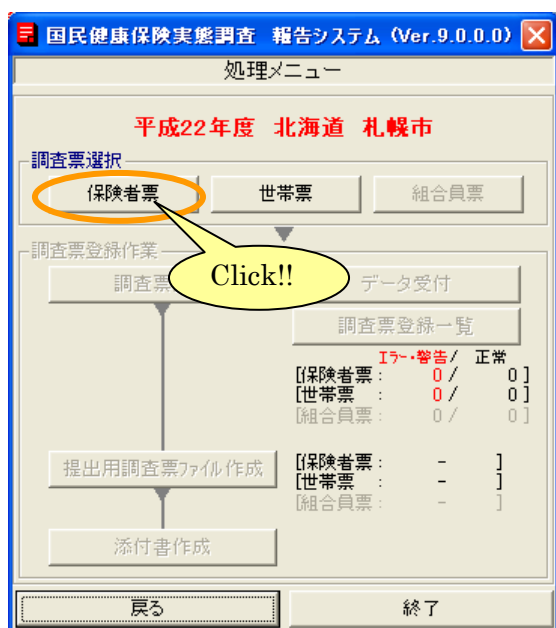 国民健康保険実態調査 報告システム (Ver.9.0.0.0)
処理メニュー
平成22年度 北海道 札幌市
調査票選択
保険者票 世帯票 組合員票
調査票登録作業
Click!!
調査票 データ受付
調査票登録一覧
エラー・警告/ 正常
[保険者票: 0/ 0]
[世帯票 : 0/ 0]
[組合員票: 0/ 0]
提出用調査票ファイル作成
[保険者票: - ]
[世帯票 : - ]
[組合員票: - ]
添付書作成
戻る 終了